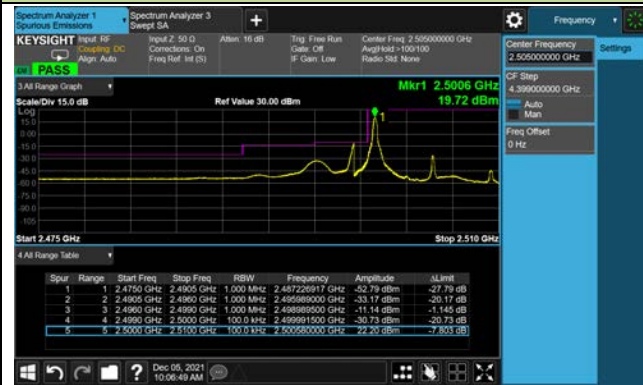 Spectrum Analyzer 1
Spurious Emissions
Spectrum Analyzer 3
Swept SA
Frequency
KEYSIGHT
Input: RF
Coupling: DC
Align: Auto
Input Z: 50 Ω
Corrections: On
Freq Ref: Int (S)
Atten: 16 dB
Trig: Free Run
Gate: Off
IF Gain: Low
Center Freq: 2.505000000 GHz
Avg|Hold:>100/100
Radio Std: None
PASS
Center Frequency
2.505000000 GHz
Settings
CF Step
4.399000000 GHz
Auto
Man
Freq Offset
0 Hz
3 All Range Graph
Mkr1 2.5006 GHz
19.72 dBm
Scale/Div 15.0 dB
Ref Value 30.00 dBm
Log
15.0
0.00
-15.0
-30.0
-45.0
-60.0
-75.0
-90.0
-105
1
Start 2.475 GHz
Stop 2.510 GHz
4 All Range Table
Spur Range Start Freq Stop Freq RBW Frequency Amplitude ΔLimit
1 1 2.4750 GHz 2.4905 GHz 1.000 MHz 2.487226917 GHz -52.79 dBm -27.79 dB
2 2 2.4905 GHz 2.4960 GHz 1.000 MHz 2.495989000 GHz -33.17 dBm -20.17 dB
3 3 2.4960 GHz 2.4990 GHz 1.000 MHz 2.498989500 GHz -11.14 dBm -1.145 dB
4 4 2.4990 GHz 2.5000 GHz 100.0 kHz 2.499991500 GHz -30.73 dBm -20.73 dB
5 5 2.5000 GHz 2.5100 GHz 100.0 kHz 2.500580000 GHz 22.20 dBm -7.803 dB
Dec 05, 2021
10:06:49 AM